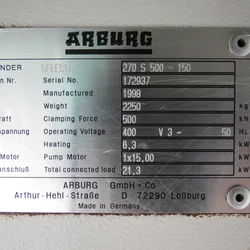 ARBURG
NDER SPECIAL 270 S 500 - 150
n Nr. Serial No. 172937
Manufactured 1998
Weight 2250 kg
raft Clamping Force 500 kN
spannung Operating Voltage 400 V 3~ 50 Hz
Heating 6,3 kW
Motor Pump Motor 1x15,00 kW
anschluß Total connected load 21,3 kW
ARBURG GmbH + Co
Arthur-Hehl-Straße D - 72290 Loßburg
Made in Germany